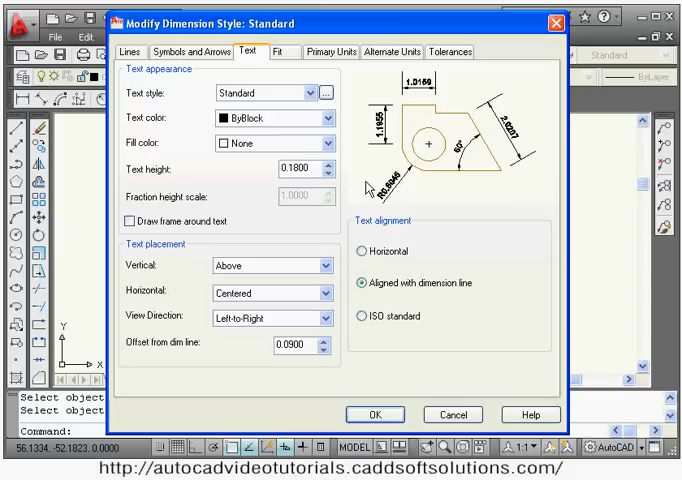 Modify Dimension Style: Standard
File Edit
Standard
ByLayer
Lines Symbols and Arrows Text Fit Primary Units Alternate Units Tolerances
Text appearance
Text style: Standard ...
Text color: ByBlock
Fill color: None
Text height: 0.1800
Fraction height scale: 1.0000
Draw frame around text
1.0159
1.1955
2.0207
60°
R0.8045
Text placement
Vertical: Above
Horizontal: Centered
View Direction: Left-to-Right
Offset from dim line: 0.0900
Text alignment
Horizontal
Aligned with dimension line
ISO standard
OK Cancel Help
Y
X
Select object
Select object
Command:
56.1334, -52.1823, 0.0000 MODEL 1:1 AutoCAD
http://autocadvideotutorials.caddsoftsolutions.com/